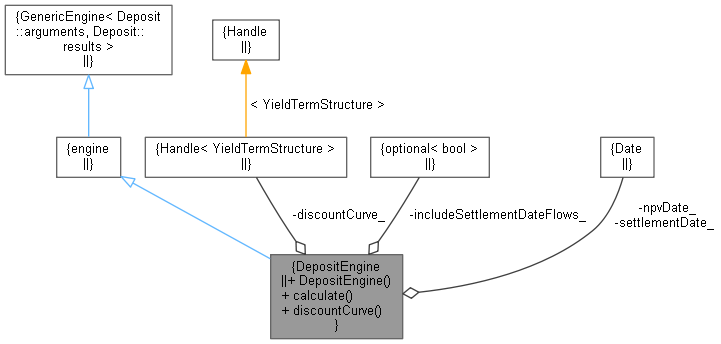 {GenericEngine< Deposit
::arguments, Deposit::
results >
||}
{Handle
||}
< YieldTermStructure >
{engine
||}
{Handle< YieldTermStructure >
||}
{optional< bool >
||}
{Date
||}
-discountCurve_
-includeSettlementDateFlows_
-npvDate_
-settlementDate_
{DepositEngine
||+ DepositEngine()
+ calculate()
+ discountCurve()
}